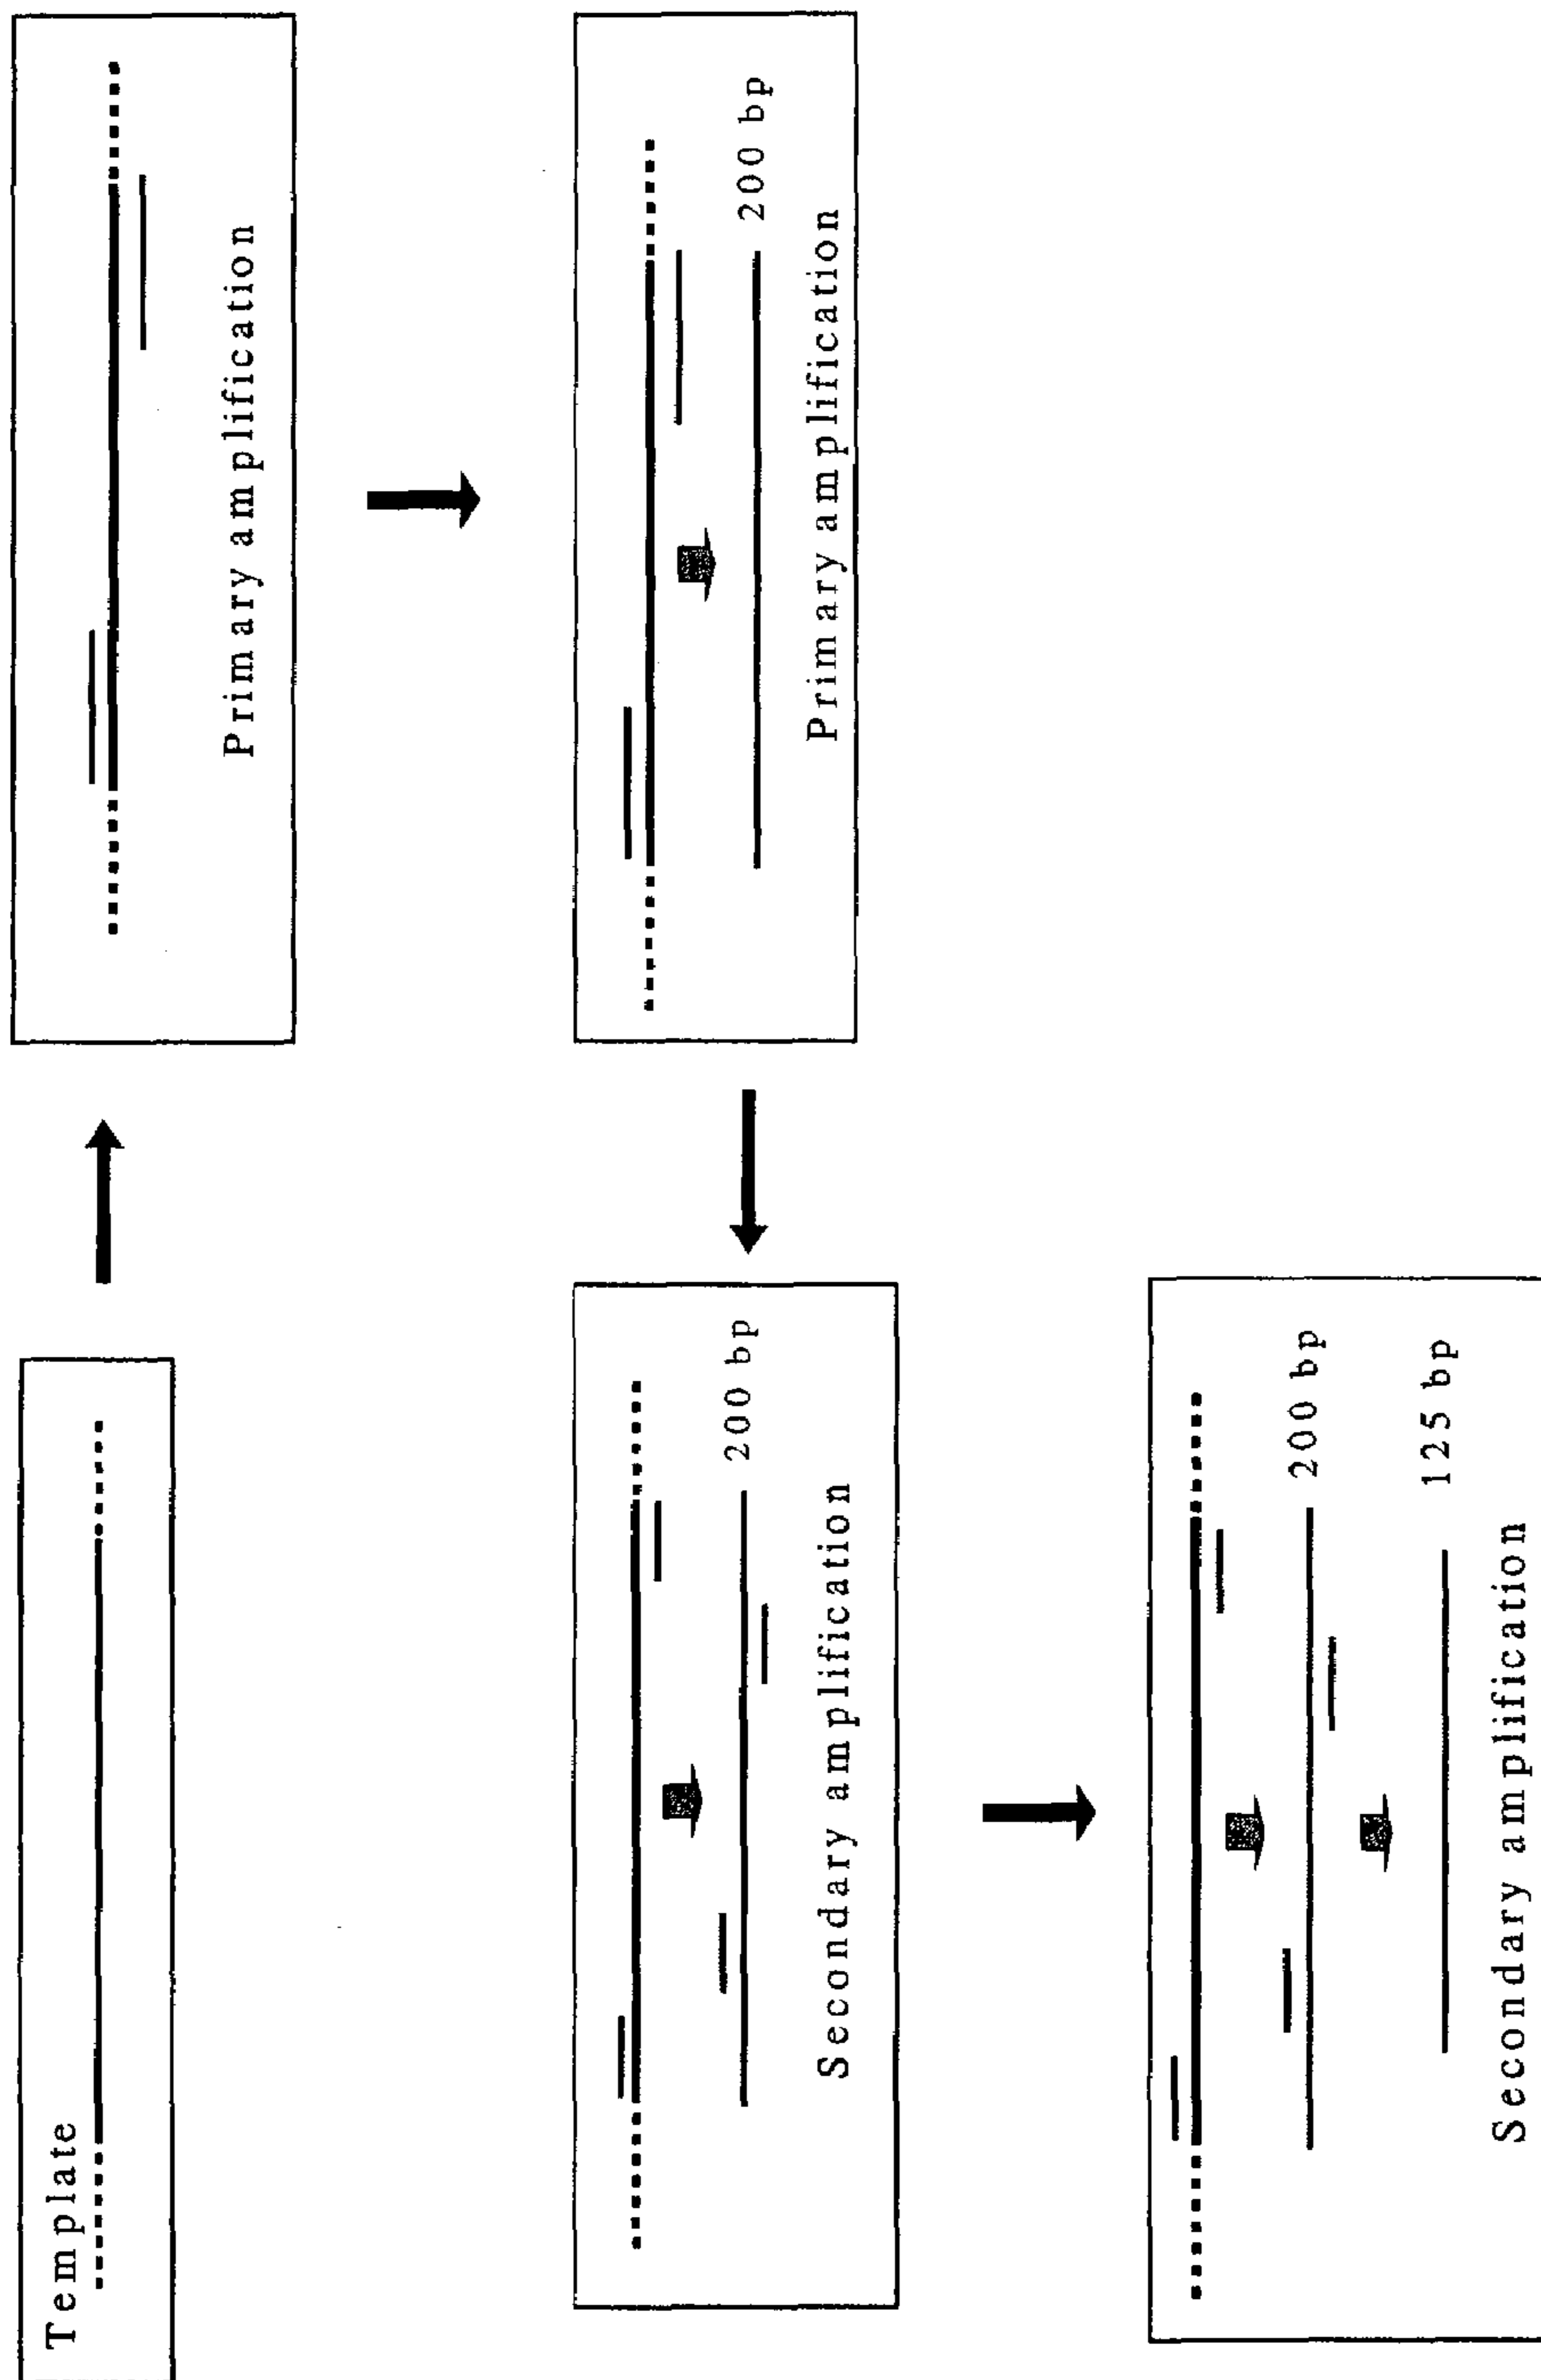 Template
Primary amplification
200 bp
Primary amplification
200 bp
Secondary amplification
200 bp
125 bp
Secondary amplification